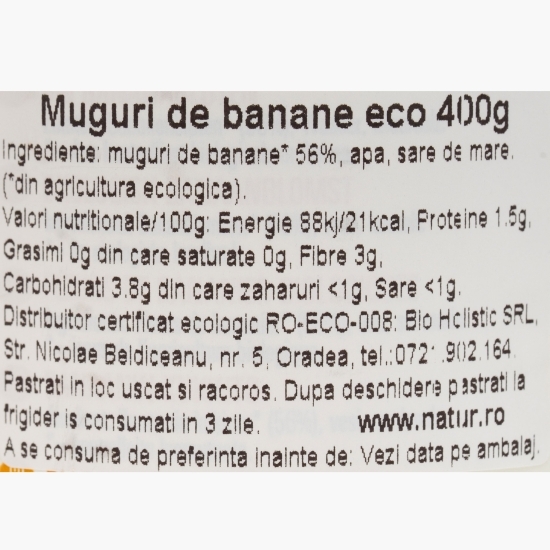 Muguri de banane eco 400g
Ingrediente: muguri de banane* 56%, apa, sare de mare.
(*din agricultura ecologica).
Valori nutritionale/100g: Energie 88kj/21kcal, Proteine 1.5g,
Grasimi 0g din care saturate 0g, Fibre 3g,
Carbohidrati 3.8g din care zaharuri <1g, Sare <1g.
Distribuitor certificat ecologic RO-ECO-008: Bio Holistic SRL,
Str. Nicolae Beldiceanu, nr. 5, Oradea, tel.:0721.902.164.
Pastrati in loc uscat si racoros. Dupa deschidere pastrati la
frigider is consumati in 3 zile. www.natur.ro
A se consuma de preferinta inainte de: Vezi data pe ambalaj.